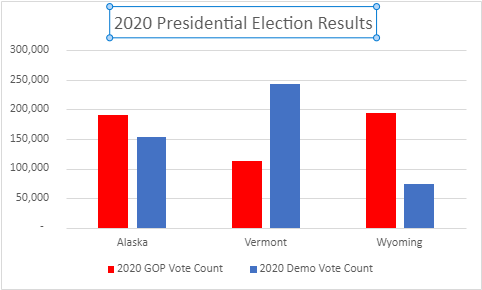 2020 Presidential Election Results
300,000
250,000
200,000
150,000
100,000
50,000
-
Alaska Vermont Wyoming
2020 GOP Vote Count 2020 Demo Vote Count